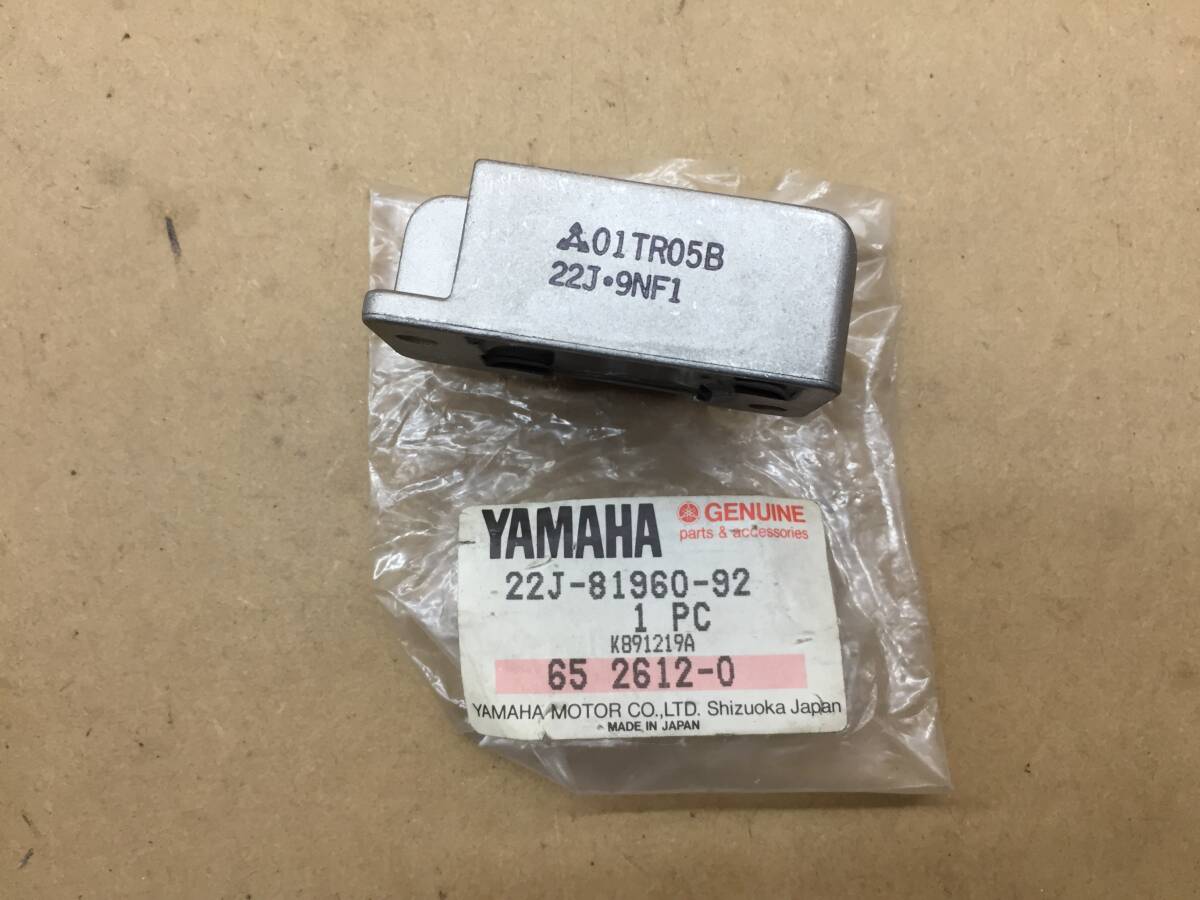 01TR05B
22J•9NF1
YAMAHA GENUINE
parts & accessories
22J-81960-92
1 PC
K891219A
65 2612-0
YAMAHA MOTOR CO.,LTD. Shizuoka Japan
MADE IN JAPAN